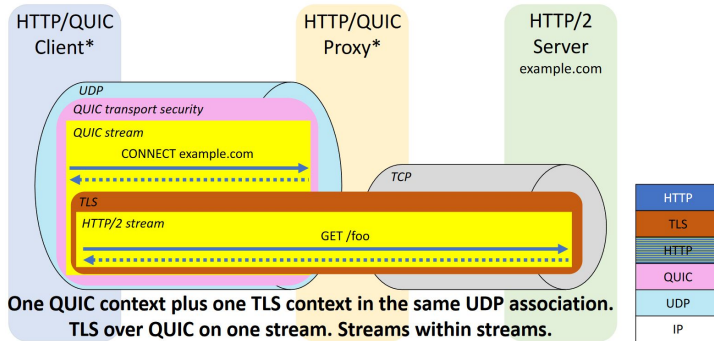 HTTP/QUIC
Client*
HTTP/QUIC
Proxy*
HTTP/2
Server
example.com
UDP
QUIC transport security
QUIC stream
CONNECT example.com
TCP
TLS
HTTP/2 stream
GET /foo
HTTP
TLS
HTTP
QUIC
UDP
IP
One QUIC context plus one TLS context in the same UDP association.
TLS over QUIC on one stream. Streams within streams.